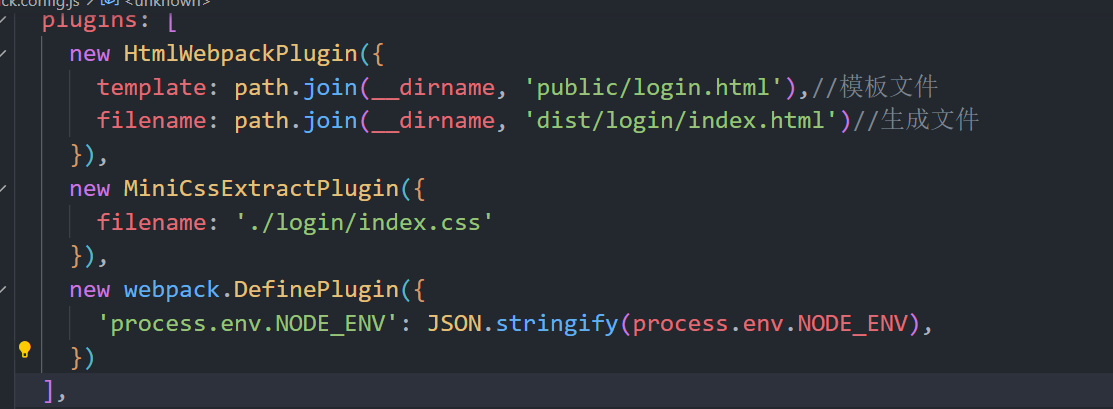 ck.config.js / <unknown>
plugins: [
new HtmlWebpackPlugin({
template: path.join(__dirname, 'public/login.html'),//模板文件
filename: path.join(__dirname, 'dist/login/index.html')//生成文件
}),
new MiniCssExtractPlugin({
filename: './login/index.css'
}),
new webpack.DefinePlugin({
'process.env.NODE_ENV': JSON.stringify(process.env.NODE_ENV),
})
],